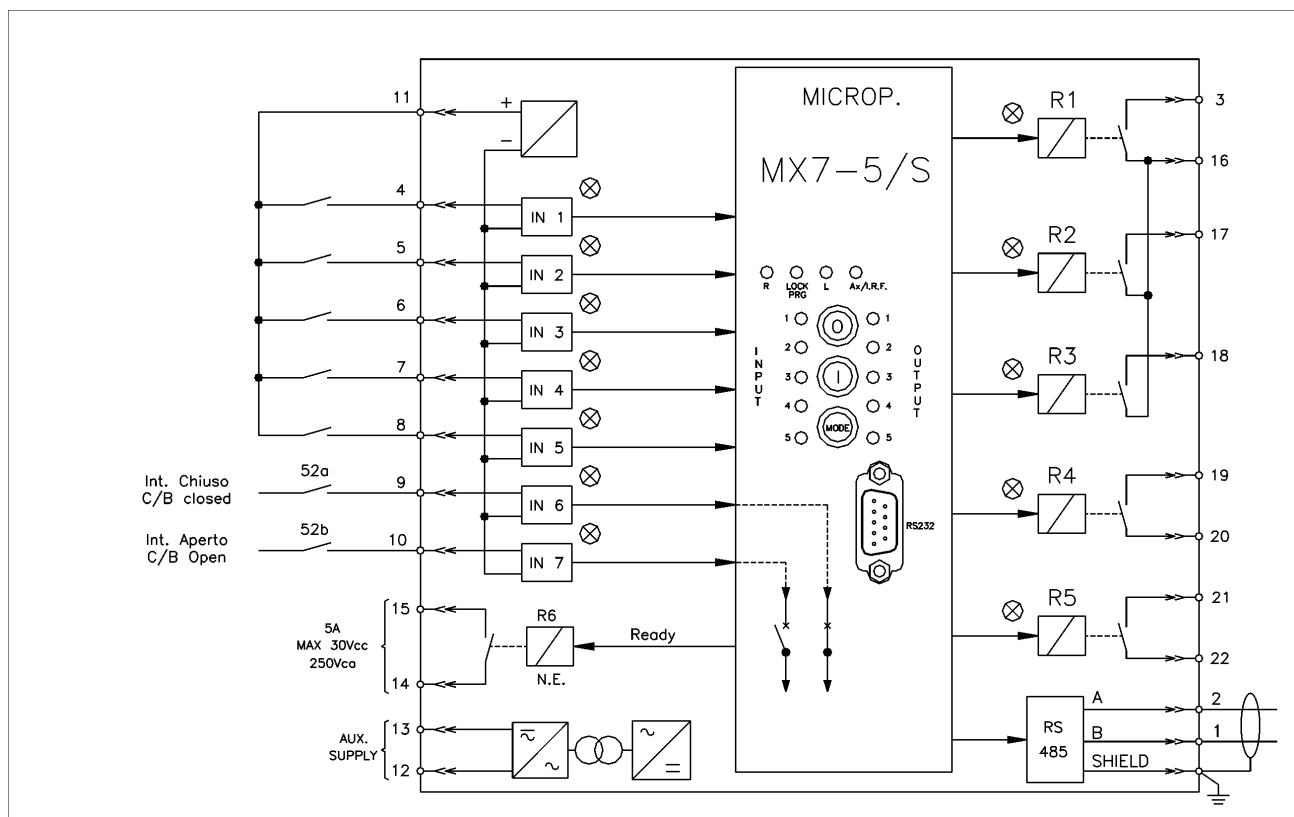 11
+
−
4
IN 1
5
IN 2
6
IN 3
7
IN 4
8
IN 5
Int. Chiuso
C/B closed
52a
9
IN 6
Int. Aperto
C/B Open
52b
10
IN 7
15
5A
MAX 30Vcc
250Vca
14
R6
N.E.
Ready
AUX.
SUPPLY
13
12
MICROP.
MX7-5/S
R
LOCK
PRG
L
Ax/I.R.F.
INPUT
1
2
3
4
5
O
I
MODE
1
2
3
4
5
OUTPUT
RS232
R1
3
16
R2
17
R3
18
R4
19
20
R5
21
22
RS
485
A
2
B
1
SHIELD